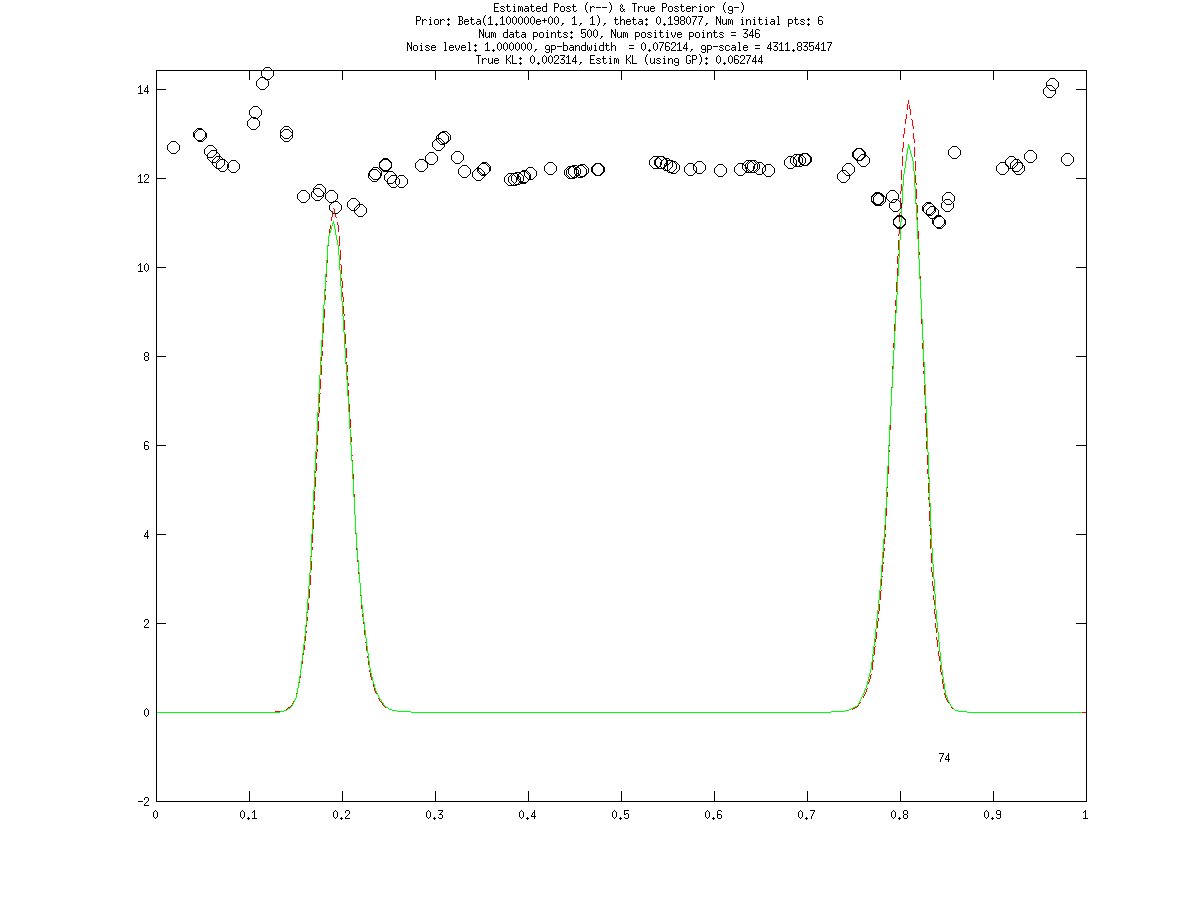 Estimated Post (r--) & True Posterior (g-)
Prior: Beta(1.100000e+00, 1, 1), theta: 0.198077, Num initial pts: 6
Num data points: 500, Num positive points = 346
Noise level: 1.000000, gp-bandwidth  = 0.076214, gp-scale = 4311.835417
True KL: 0.002314, Estim KL (using GP): 0.062744
14
12
10
8
6
4
2
0
74
-2
0 0.1 0.2 0.3 0.4 0.5 0.6 0.7 0.8 0.9 1